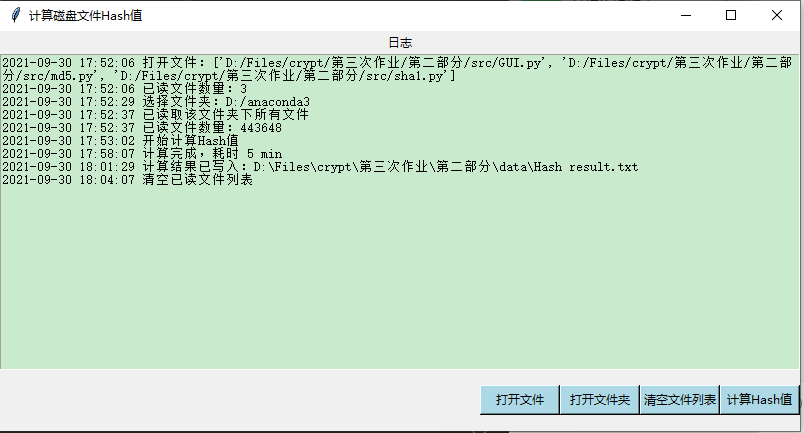 计算磁盘文件Hash值
日志
2021-09-30 17:52:06 打开文件：['D:/Files/crypt/第三次作业/第二部分/src/GUI.py', 'D:/Files/crypt/第三次作业/第二部
分/src/md5.py', 'D:/Files/crypt/第三次作业/第二部分/src/sha1.py']
2021-09-30 17:52:06 已读文件数量：3
2021-09-30 17:52:29 选择文件夹：D:/anaconda3
2021-09-30 17:52:37 已读取该文件夹下所有文件
2021-09-30 17:52:37 已读文件数量：443648
2021-09-30 17:53:02 开始计算Hash值
2021-09-30 17:58:07 计算完成，耗时 5 min
2021-09-30 18:01:29 计算结果已写入：D:\Files\crypt\第三次作业\第二部分\data\Hash result.txt
2021-09-30 18:04:07 清空已读文件列表
打开文件 打开文件夹 清空文件列表 计算Hash值